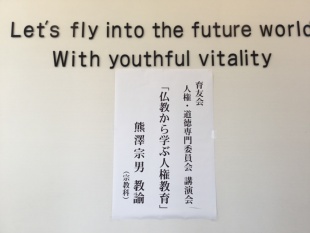 Let's fly into the future world
With youthful vitality
育友会
人権・道徳専門委員会 講演会
「仏教から学ぶ人権教育」
熊澤宗男 教諭
(宗教科)